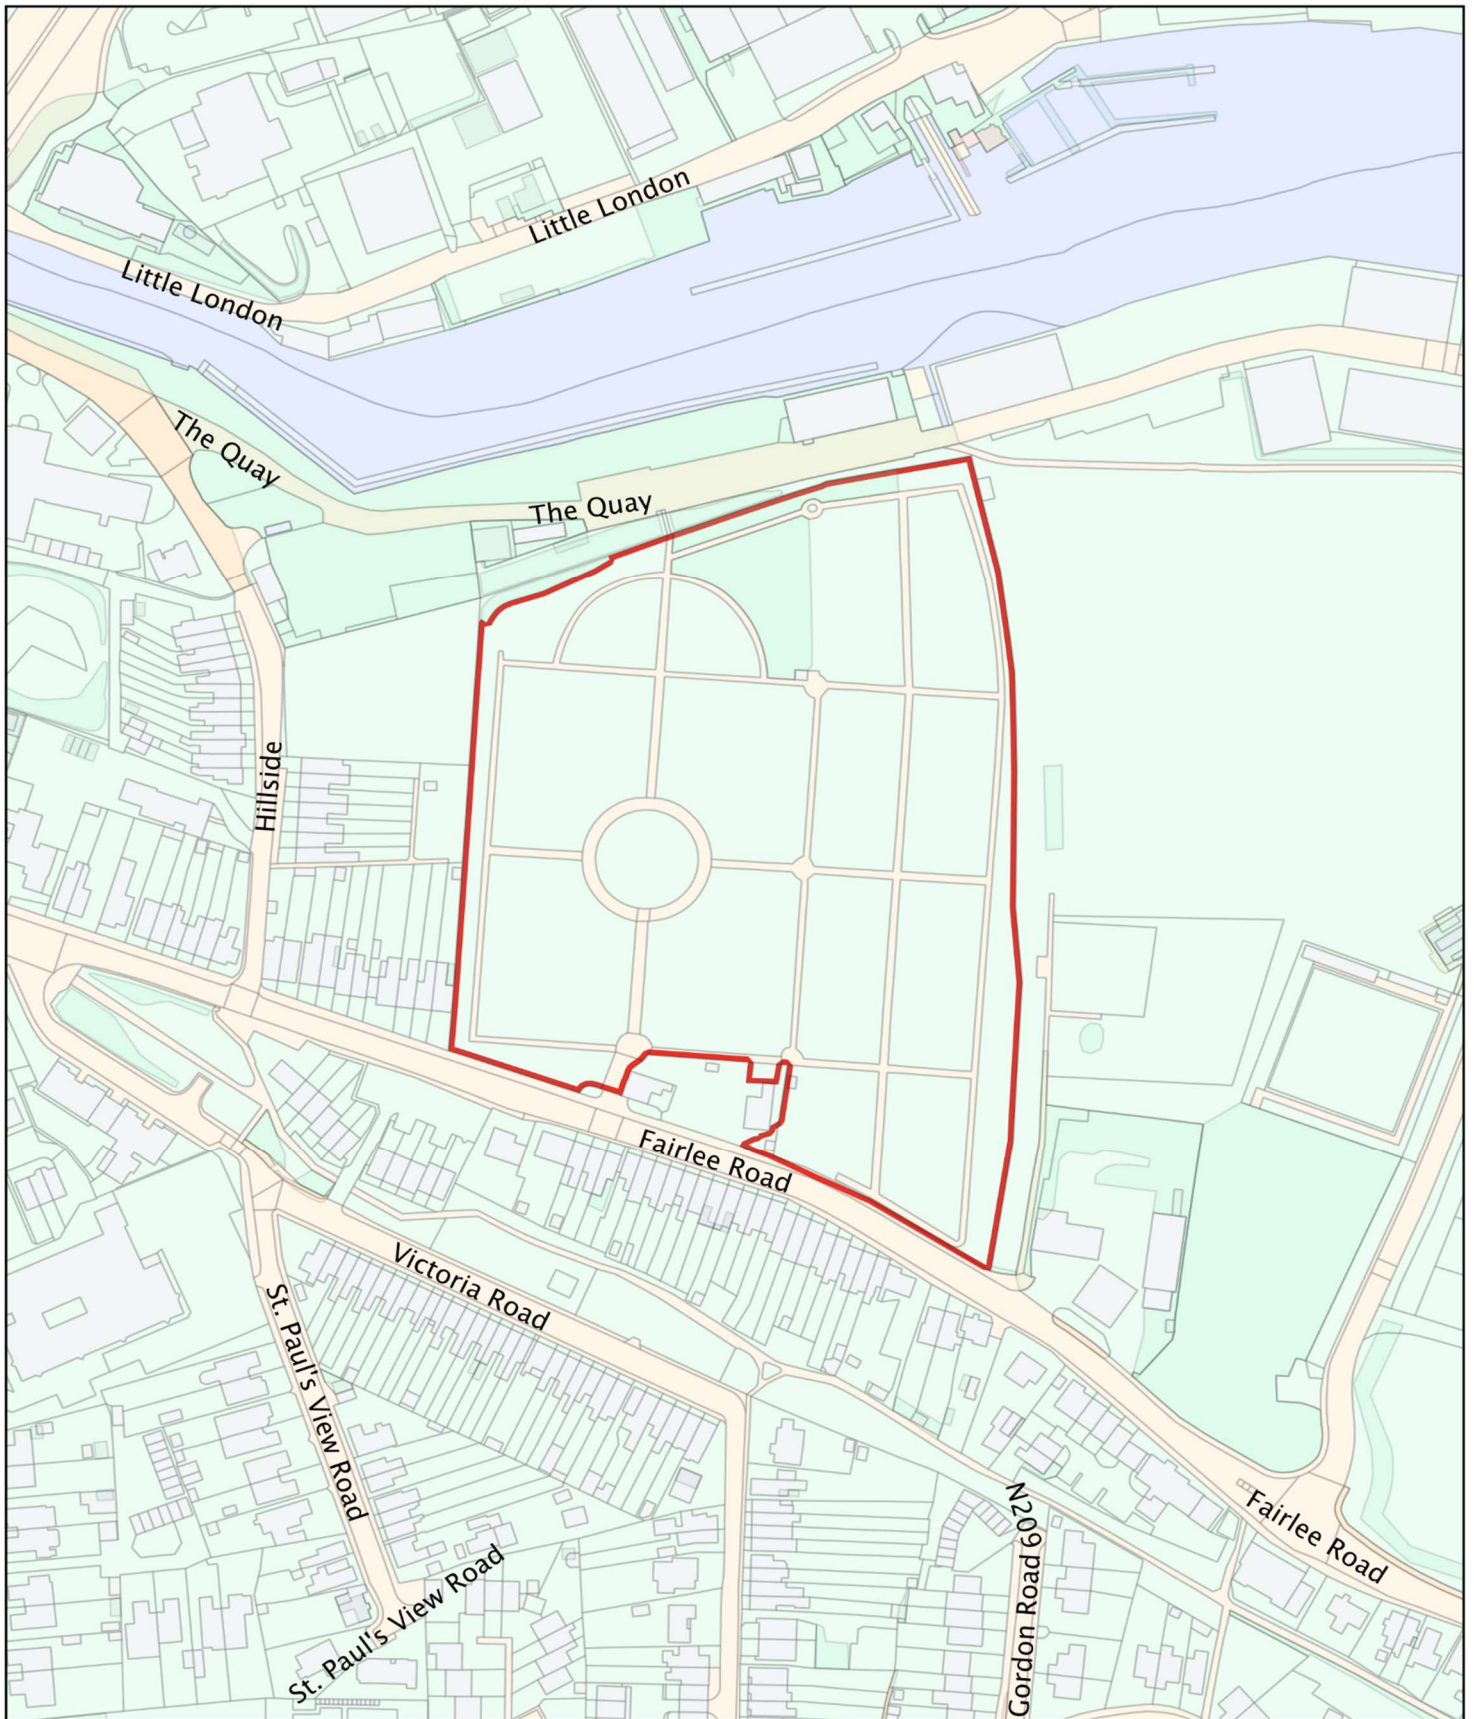 Little London
Little London
The Quay
The Quay
Hillside
Fairlee Road
Victoria Road
St. Paul's View Road
N209
Fairlee Road
St. Paul's View Road
Gordon Road